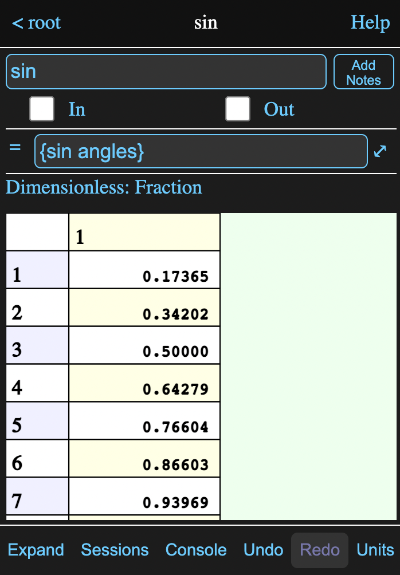 < root sin Help
sin Add Notes
In Out
= {sin angles}
Dimensionless: Fraction
1
1 0.17365
2 0.34202
3 0.50000
4 0.64279
5 0.76604
6 0.86603
7 0.93969
Expand Sessions Console Undo Redo Units